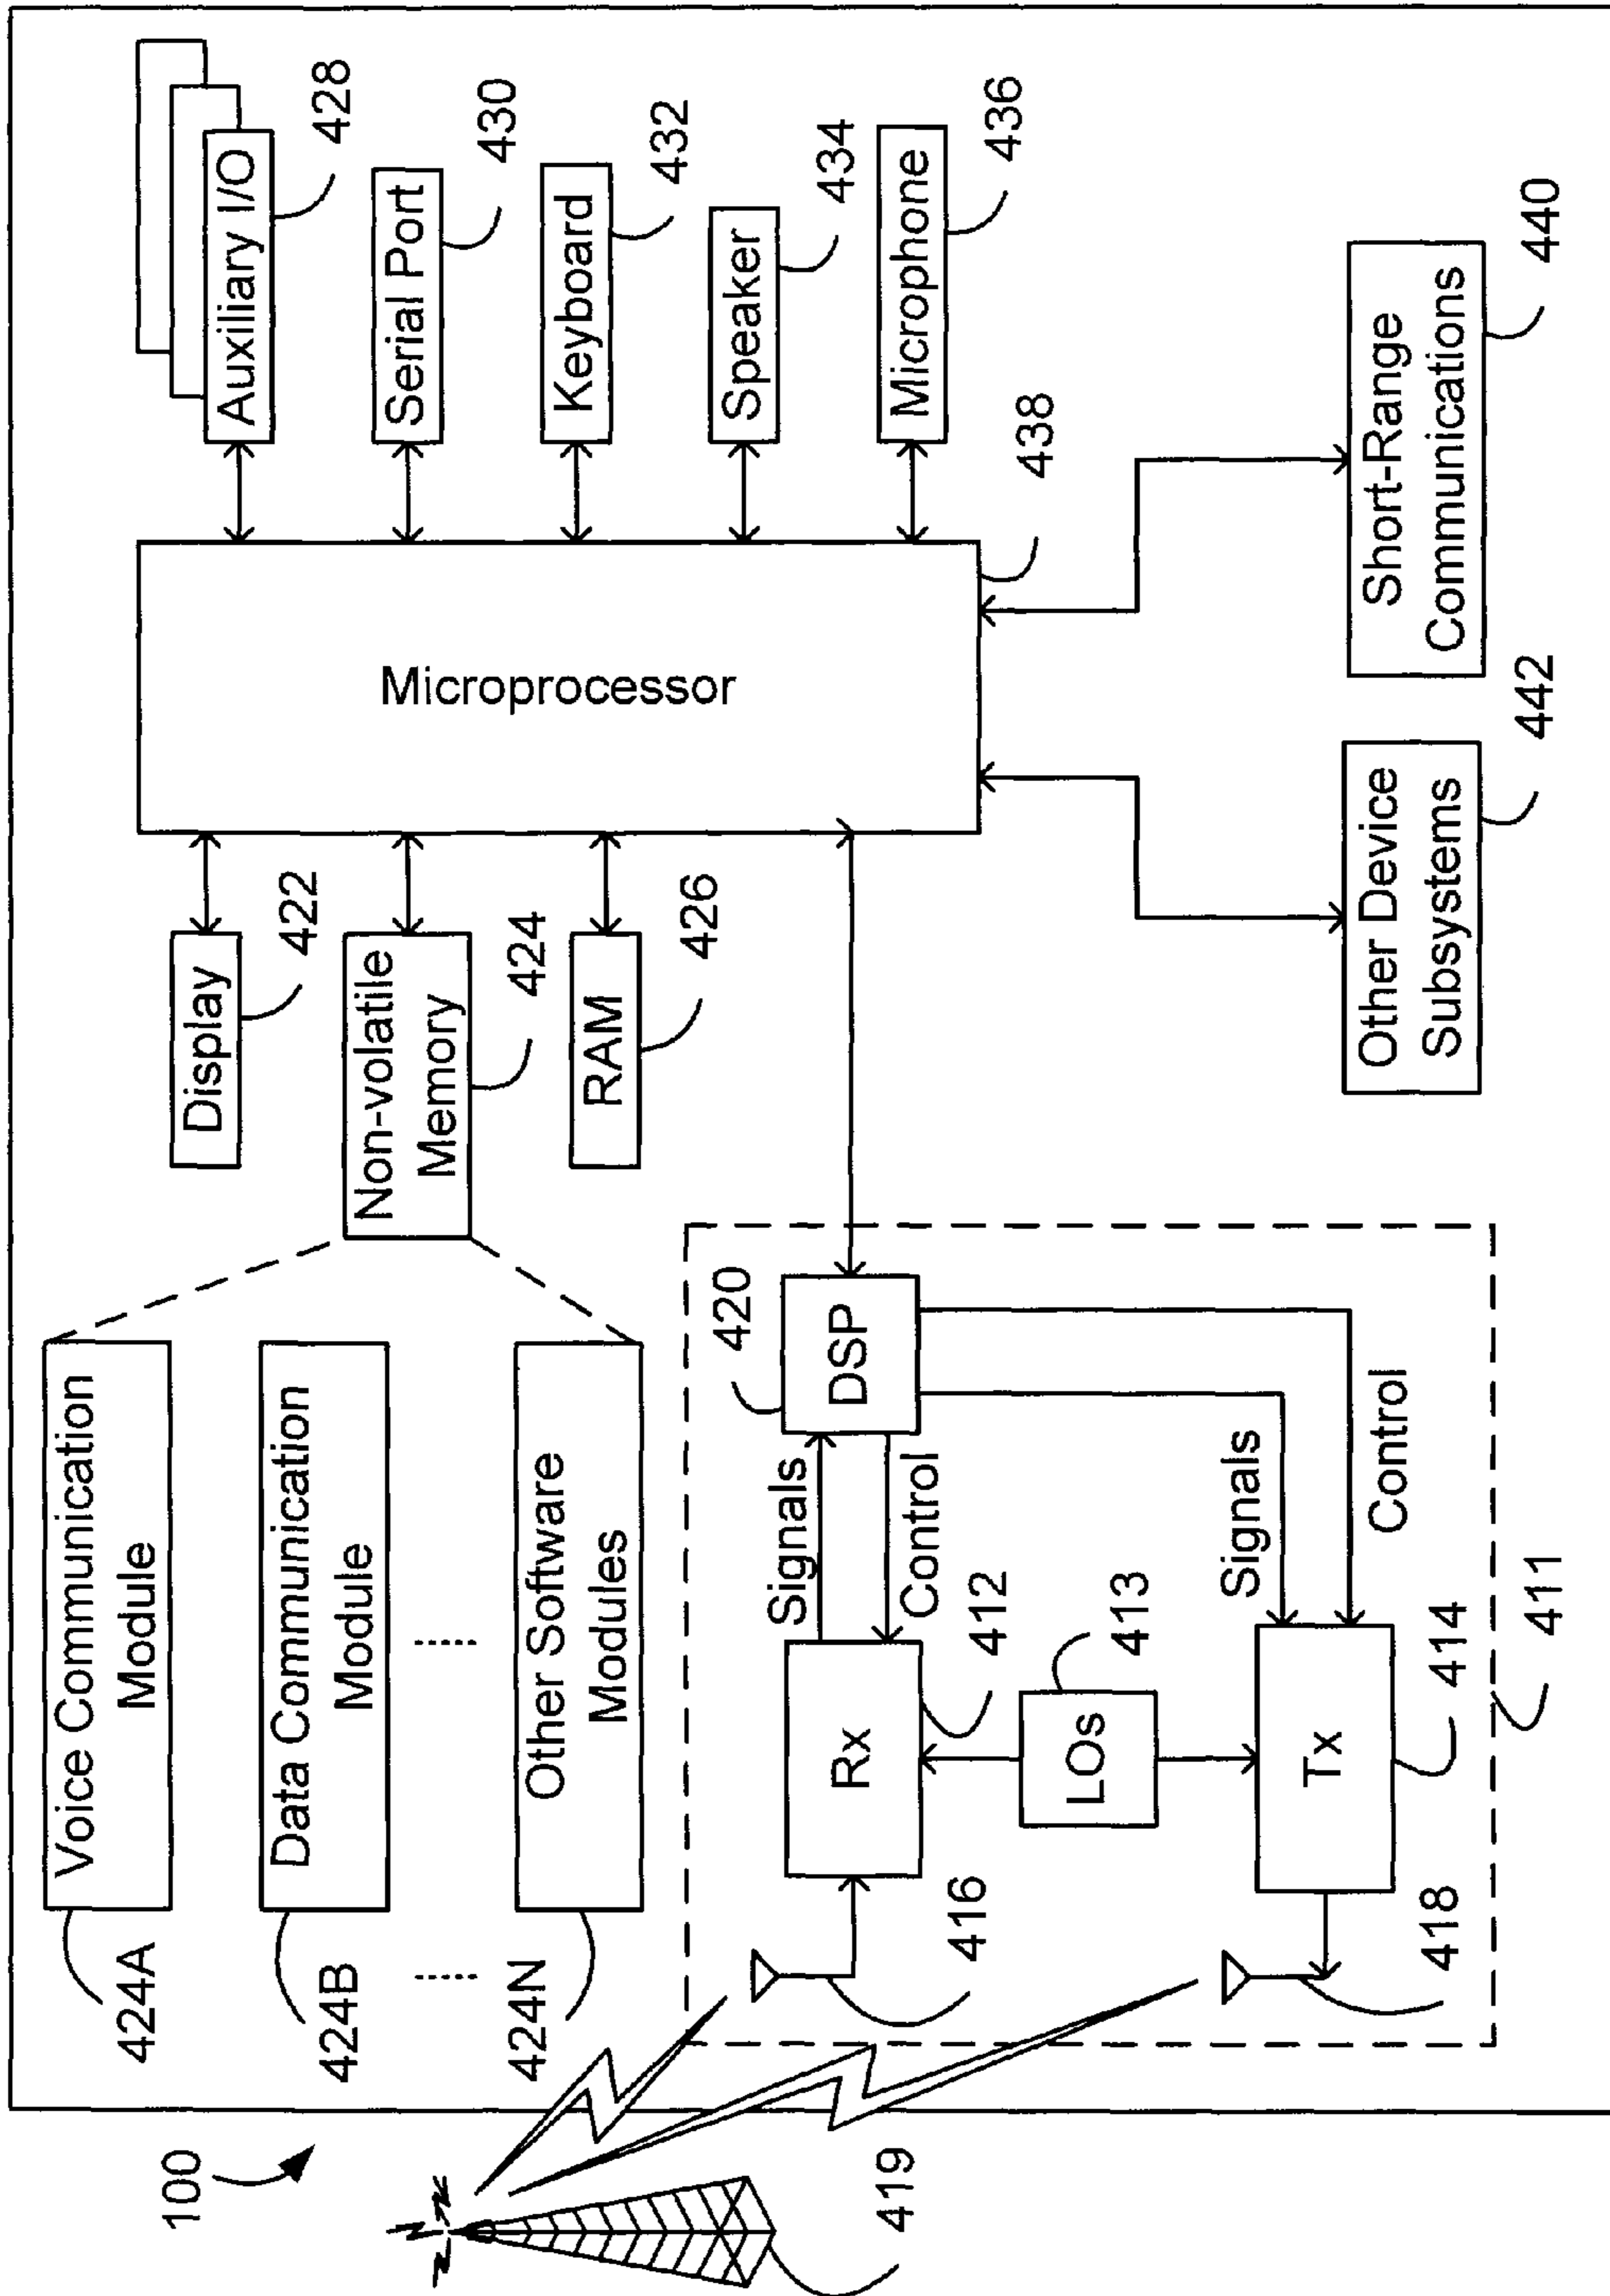 100
419
424A
Voice Communication
Module
424B
Data Communication
Module
........
........
424N
Other Software
Modules
Display
422
Non-volatile
Memory
424
RAM
426
Microprocessor
438
Auxiliary I/O
428
Serial Port
430
Keyboard
432
Speaker
434
Microphone
436
Short-Range
Communications
440
Other Device
Subsystems
442
DSP
420
Signals
Control
Rx
412
LOs
413
Signals
Control
Tx
414
416
418
411